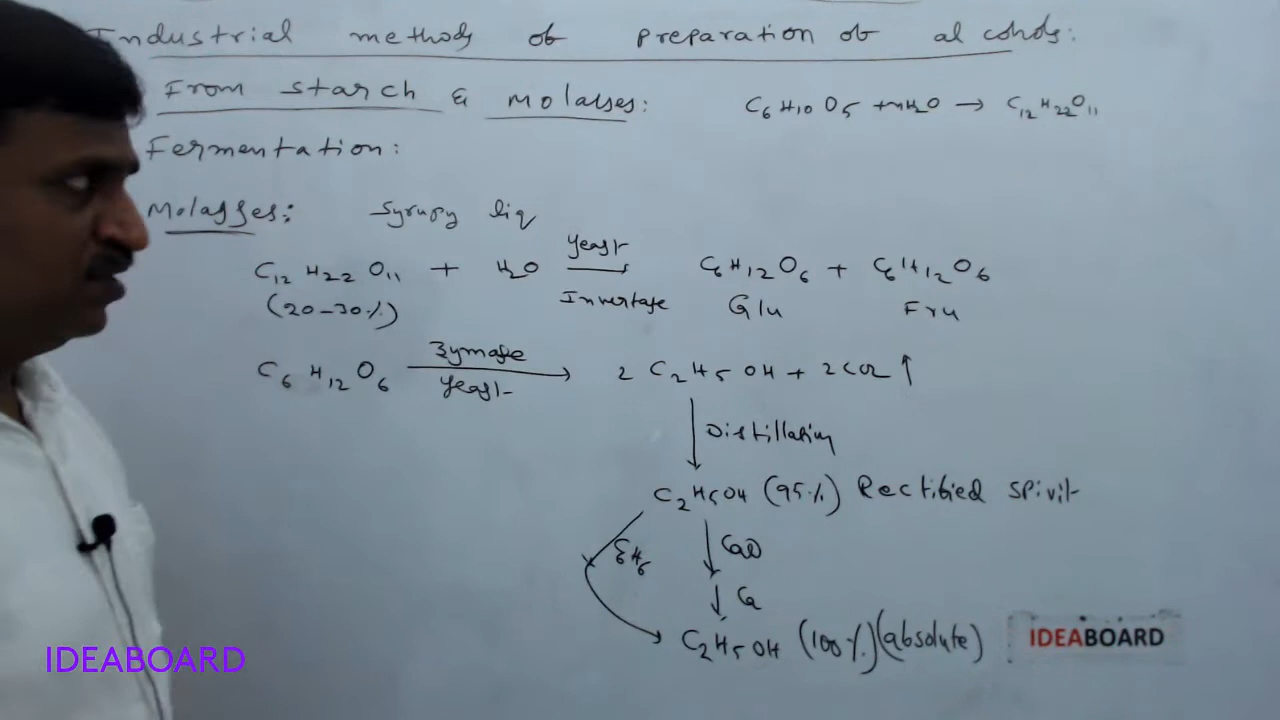 Industrial methods of preparation of alcohols:
From starch & Molasses: C6H10O5 + nH2O → C12H22O11
Fermentation:
Molasses: Syrupy liq
C12H22O11 + H2O yeast → Invertase C6H12O6 + C6H12O6
(20-30%) Glu Fru
C6H12O6 Zymase → yeast 2 C2H5OH + 2CO2 ↑
↓ Distillation
C2H5OH (95%) Rectified spirit
C6H6 ↓ CaO
↓ Ca
C2H5OH (100%) (absolute)
IDEABOARD
IDEABOARD